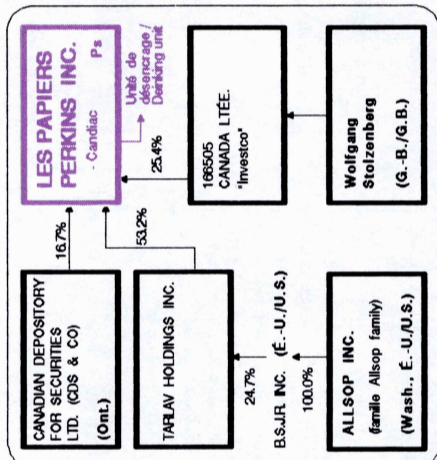 CANADIAN DEPOSITORY
FOR SECURITIES
LTD. (CDS & CO)
(Ont.)
16.7%
LES PAPIERS
PERKINS INC.
- Candiac Ps
Unité de
désencrage /
Deinking unit
TARLAV HOLDINGS INC.
53.2%
25.4%
166505
CANADA LTÉE.
"Investco"
24.7%
B.S.J/R. INC. (É.-U./U.S.)
100.0%
ALLSOP INC.
(famille Allsop family)
(Wash., É.-U./U.S.)
Wolfgang
Stolzenberg
(G.-B./G.B.)